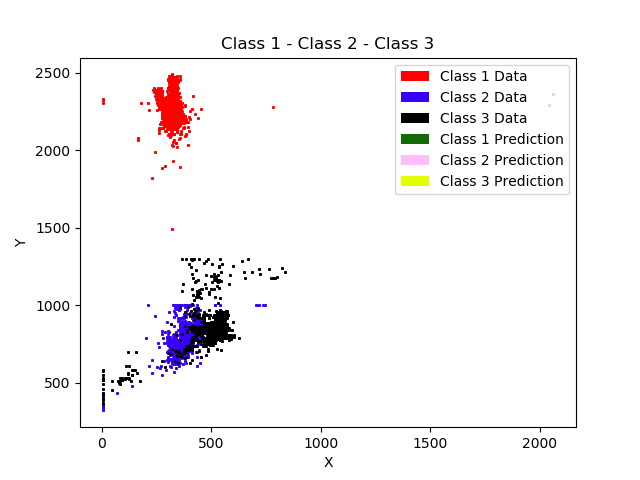 Class 1 - Class 2 - Class 3
2500
2000
1500
1000
500
Y
0
500
1000
1500
2000
X
Class 1 Data
Class 2 Data
Class 3 Data
Class 1 Prediction
Class 2 Prediction
Class 3 Prediction